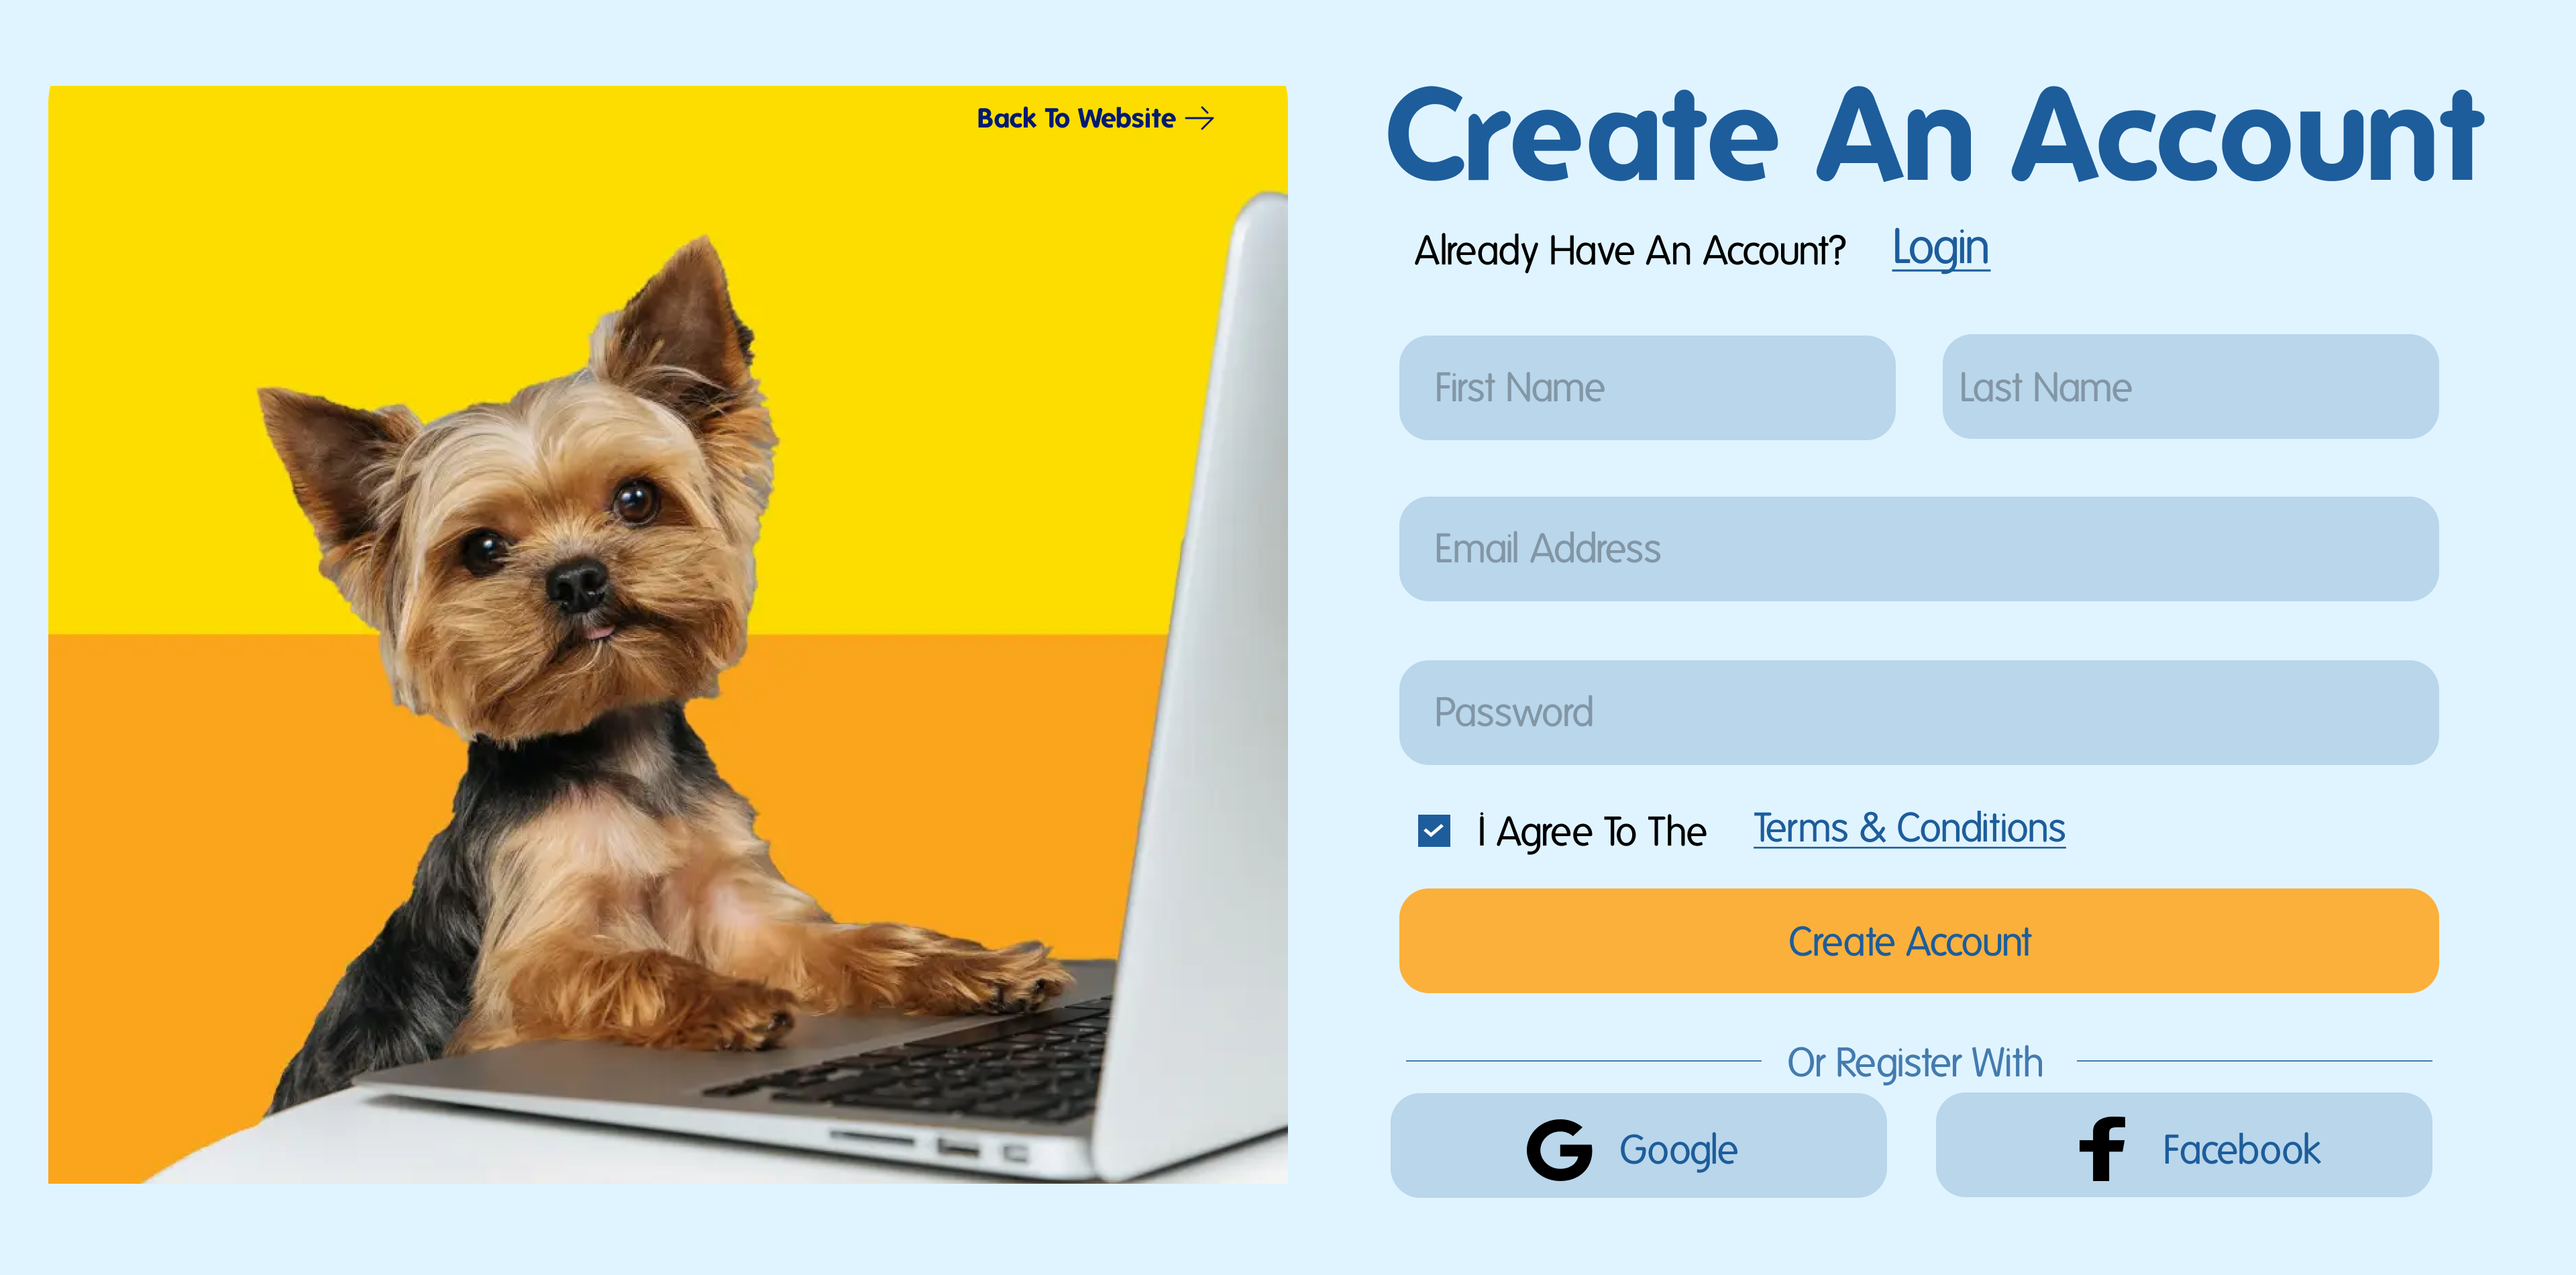 Back To Website
Create An Account
Already Have An Account? Login
First Name
Last Name
Email Address
Password
I Agree To The Terms & Conditions
Create Account
Or Register With
Google
Facebook